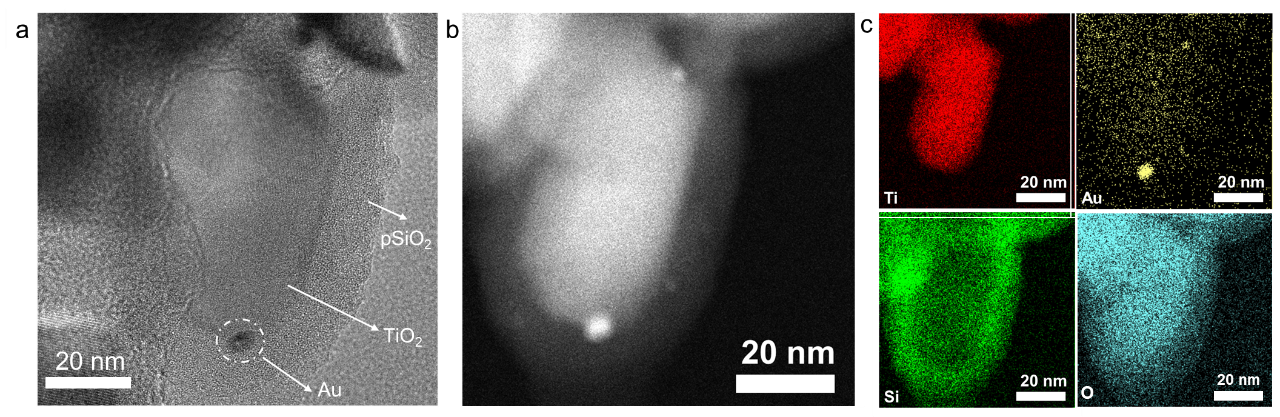 a
pSiO₂
TiO₂
Au
20 nm
b
20 nm
c
Ti
20 nm
Au
20 nm
Si
20 nm
O
20 nm